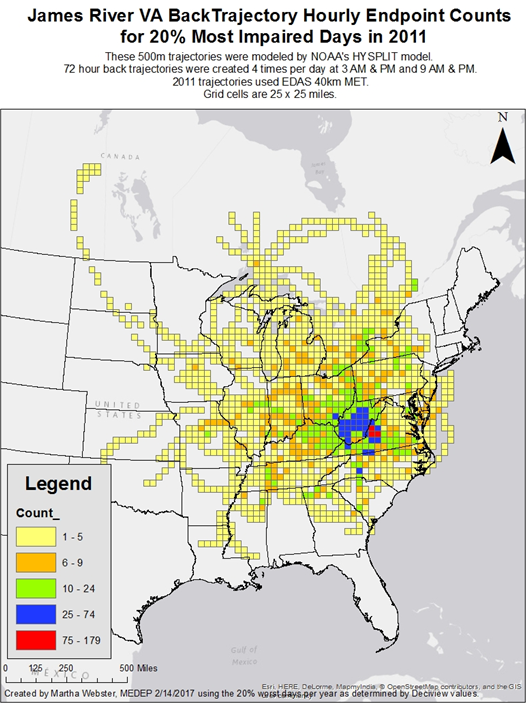 James River VA BackTrajectory Hourly Endpoint Counts
for 20% Most Impaired Days in 2011
These 500m trajectories were modeled by NOAA's HYSPLIT model.
72 hour back trajectories were created 4 times per day at 3 AM & PM and 9 AM & PM.
2011 trajectories used EDAS 40km MET.
Grid cells are 25 x 25 miles.
N
CANADA
UNITED
STATES
Legend
Count_
1 - 5
6 - 9
10 - 24
25 - 74
75 - 179
0 125 250 500 Miles
MÉXICO
Gulf of
Mexico
Esri, HERE, DeLorme, MapmyIndia, © OpenStreetMap contributors, and the GIS
Created by Martha Webster, MEDEP 2/14/2017 using the 20% worst days per year as determined by Deciview values.